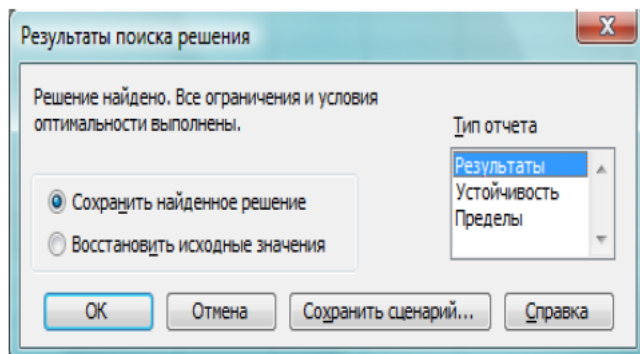 Результаты поиска решения
X
Решение найдено. Все ограничения и условия
оптимальности выполнены.
Тип отчета
Результаты
Устойчивость
Пределы
Сохранить найденное решение
Восстановить исходные значения
ОК
Отмена
Сохранить сценарий...
Справка